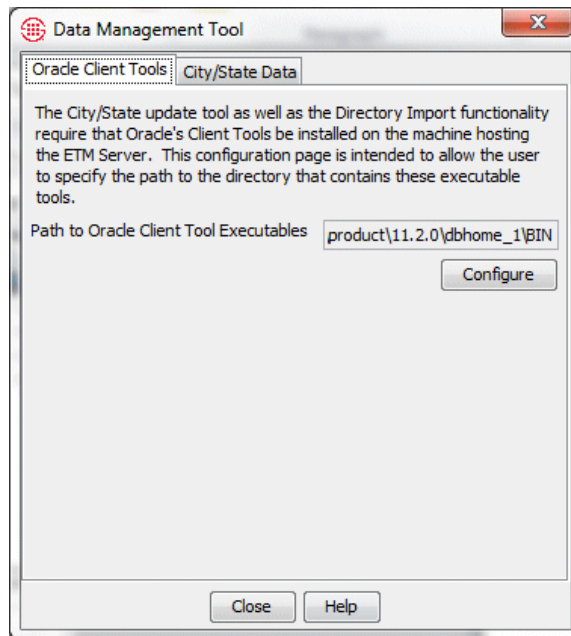 Data Management Tool
Oracle Client Tools City/State Data
The City/State update tool as well as the Directory Import functionality
require that Oracle's Client Tools be installed on the machine hosting
the ETM Server. This configuration page is intended to allow the user
to specify the path to the directory that contains these executable
tools.
Path to Oracle Client Tool Executables product\11.2.0\dbhome_1\BIN
Configure
Close Help